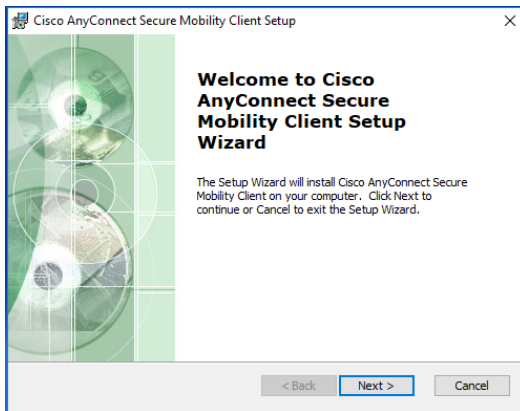 Cisco AnyConnect Secure Mobility Client Setup
Welcome to Cisco
AnyConnect Secure
Mobility Client Setup
Wizard
The Setup Wizard will install Cisco AnyConnect Secure
Mobility Client on your computer. Click Next to
continue or Cancel to exit the Setup Wizard.
< Back Next > Cancel